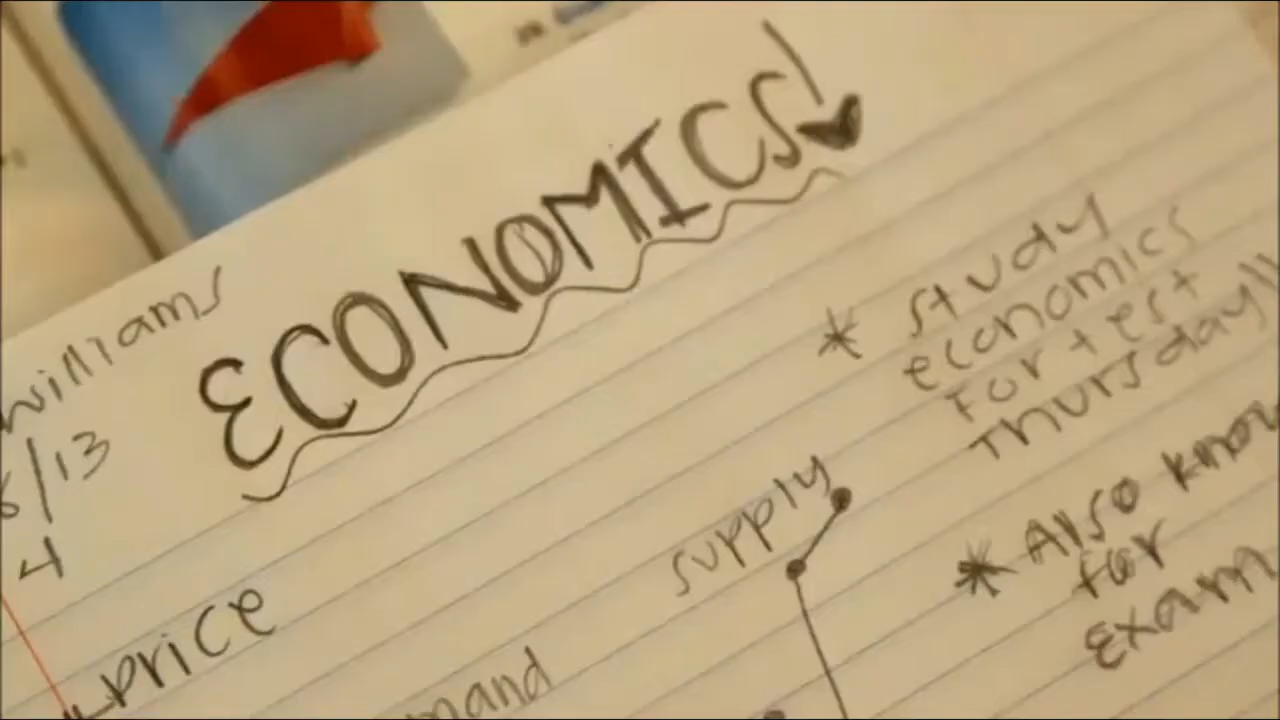 ECONOMICS
Williams
/13
4
* study
economics
for test
Thursday!!
supply
* Also know
for
exam
price
mand